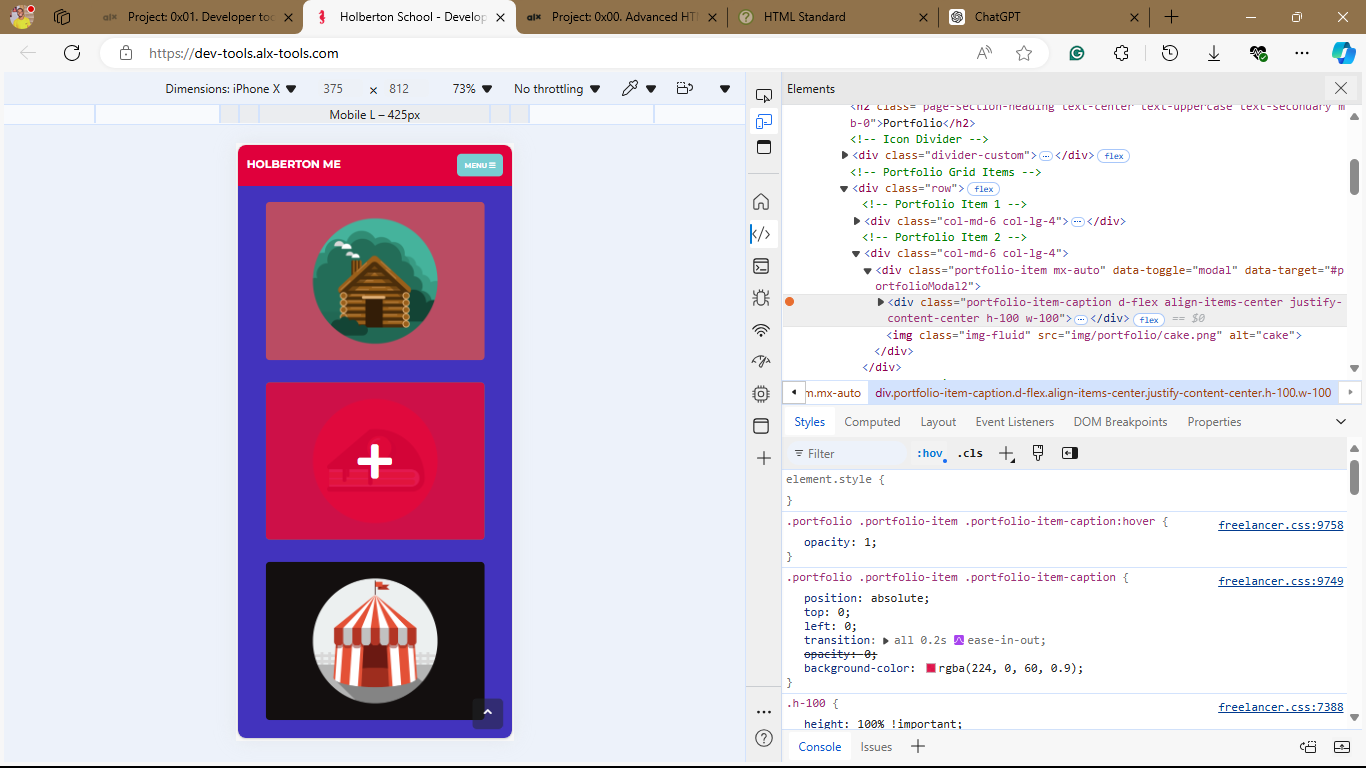 Project: 0x01. Developer too
Holberton School - Develop
Project: 0x00. Advanced HTM
HTML Standard
ChatGPT
https://dev-tools.alx-tools.com
Dimensions: iPhone X
375 × 812
73%
No throttling
Mobile L – 425px
HOLBERTON ME
MENU
Elements
<h2 class="page-section-heading text-center text-uppercase text-secondary m
b-0">Portfolio</h2>
<!-- Icon Divider -->
<div class="divider-custom">…</div> flex
<!-- Portfolio Grid Items -->
<div class="row"> flex
<!-- Portfolio Item 1 -->
<div class="col-md-6 col-lg-4">…</div>
<!-- Portfolio Item 2 -->
<div class="col-md-6 col-lg-4">
<div class="portfolio-item mx-auto" data-toggle="modal" data-target="#p
ortfolioModal2">
<div class="portfolio-item-caption d-flex align-items-center justify-
content-center h-100 w-100">…</div> flex == $0
<img class="img-fluid" src="img/portfolio/cake.png" alt="cake">
</div>
</div>
m.mx-auto
div.portfolio-item-caption.d-flex.align-items-center.justify-content-center.h-100.w-100
Styles
Computed
Layout
Event Listeners
DOM Breakpoints
Properties
Filter
:hov
.cls
element.style {
}
.portfolio .portfolio-item .portfolio-item-caption:hover {
freelancer.css:9758
opacity: 1;
}
.portfolio .portfolio-item .portfolio-item-caption {
freelancer.css:9749
position: absolute;
top: 0;
left: 0;
transition: all 0.2s ease-in-out;
opacity: 0;
background-color: rgba(224, 0, 60, 0.9);
}
.h-100 {
freelancer.css:7388
height: 100% !important;
Console
Issues